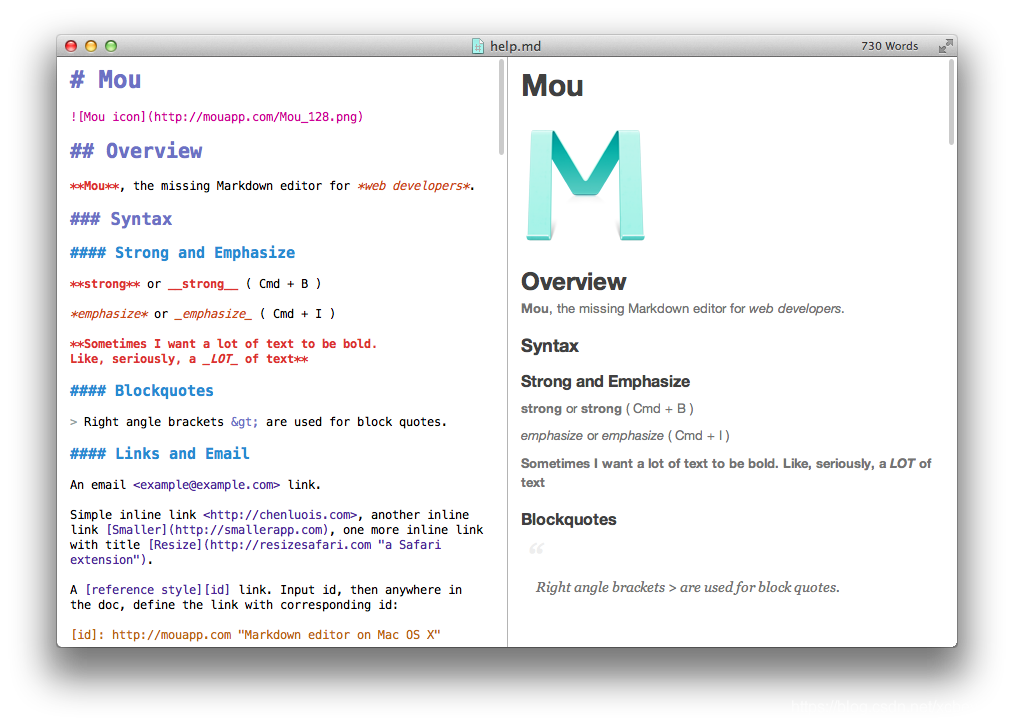 help.md
730 Words
# Mou
![Mou icon](http://mouapp.com/Mou_128.png)
## Overview
**Mou**, the missing Markdown editor for *web developers*.
### Syntax
#### Strong and Emphasize
**strong** or __strong__ ( Cmd + B )
*emphasize* or _emphasize_ ( Cmd + I )
**Sometimes I want a lot of text to be bold.
Like, seriously, a _LOT_ of text**
#### Blockquotes
> Right angle brackets &gt; are used for block quotes.
#### Links and Email
An email <example@example.com> link.
Simple inline link <http://chenluois.com>, another inline
link [Smaller](http://smallerapp.com), one more inline link
with title [Resize](http://resizesafari.com "a Safari
extension").
A [reference style][id] link. Input id, then anywhere in
the doc, define the link with corresponding id:
[id]: http://mouapp.com "Markdown editor on Mac OS X"
Mou
Overview
Mou, the missing Markdown editor for web developers.
Syntax
Strong and Emphasize
strong or strong ( Cmd + B )
emphasize or emphasize ( Cmd + I )
Sometimes I want a lot of text to be bold. Like, seriously, a LOT of
text
Blockquotes
“
Right angle brackets > are used for block quotes.